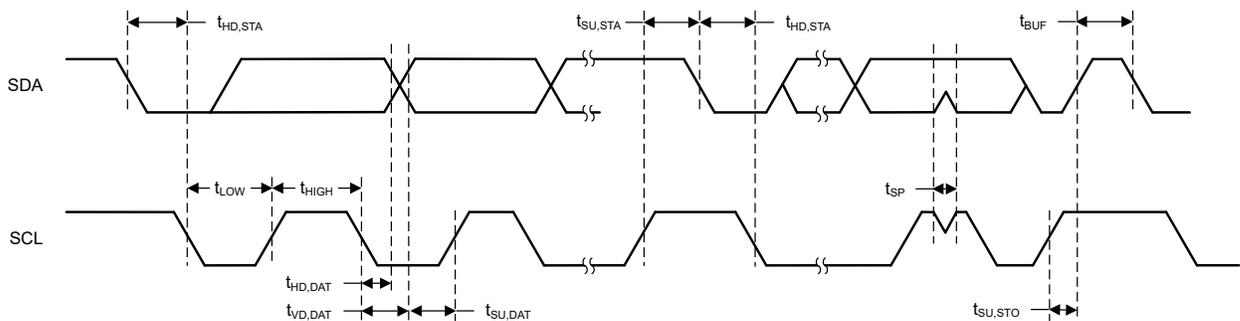 tHD,STA
tSU,STA
tHD,STA
tBUF
SDA
tLOW
tHIGH
tSP
SCL
tHD,DAT
tVD,DAT
tSU,DAT
tSU,STO